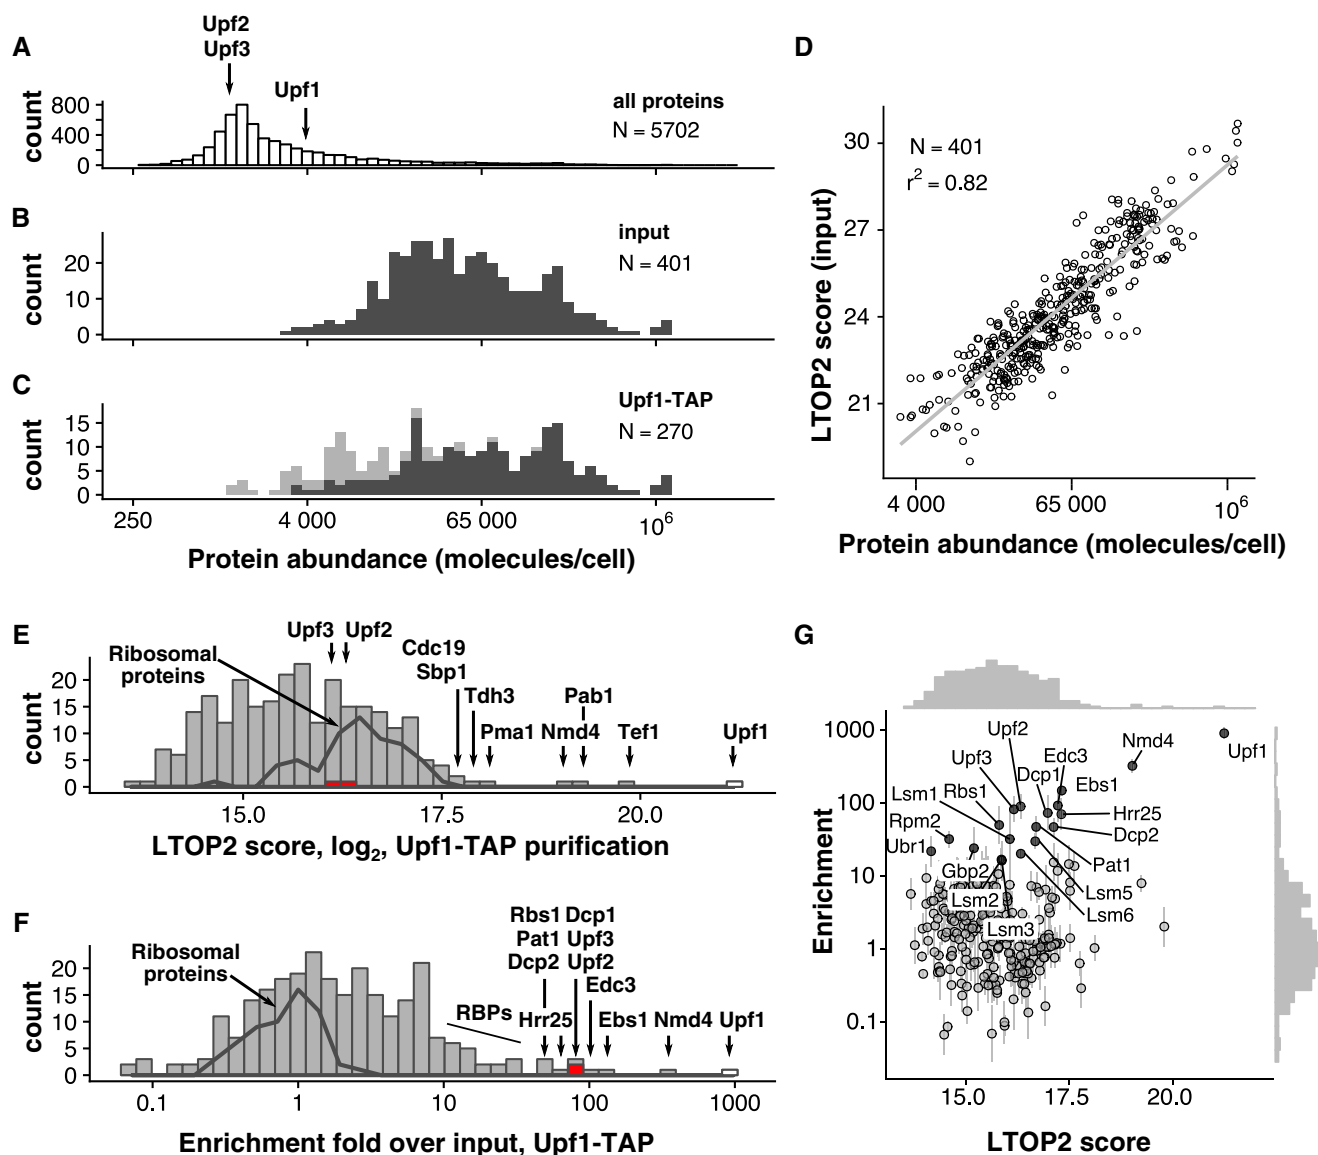 A
Upf2
Upf3
Upf1
all proteins
N = 5702
count
800
400
0
B
input
N = 401
count
20
10
0
C
Upf1-TAP
N = 270
count
15
10
5
0
250
4 000
65 000
10^6
Protein abundance (molecules/cell)
D
N = 401
r^2 = 0.82
LTOP2 score (input)
30
27
24
21
4 000
65 000
10^6
Protein abundance (molecules/cell)
E
Ribosomal
proteins
Upf3
Upf2
Cdc19
Sbp1
Tdh3
Pma1
Nmd4
Pab1
Tef1
Upf1
count
20
15
10
5
0
15.0
17.5
20.0
LTOP2 score, log₂, Upf1-TAP purification
F
Ribosomal
proteins
RBPs
Rbs1 Dcp1
Pat1 Upf3
Dcp2 Upf2
Edc3
Hrr25
Ebs1
Nmd4
Upf1
count
20
15
10
5
0
0.1
1
10
100
1000
Enrichment fold over input, Upf1-TAP
G
Enrichment
1000
100
10
1
0.1
Upf2
Upf3
Edc3
Nmd4
Upf1
Dcp1
Ebs1
Lsm1
Rbs1
Hrr25
Rpm2
Dcp2
Ubr1
Pat1
Gbp2
Lsm5
Lsm2
Lsm6
Lsm3
15.0
17.5
20.0
LTOP2 score